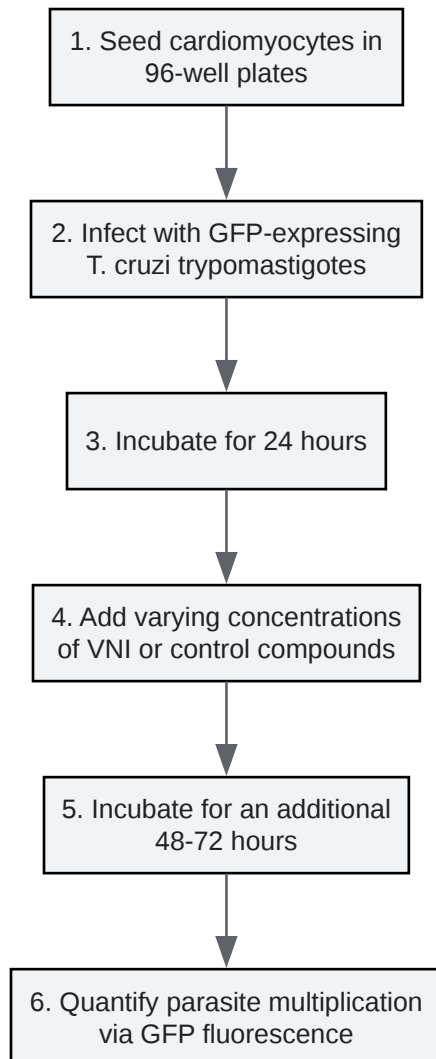 1. Seed cardiomyocytes in
96-well plates
2. Infect with GFP-expressing
T. cruzi trypomastigotes
3. Incubate for 24 hours
4. Add varying concentrations
of VNI or control compounds
5. Incubate for an additional
48-72 hours
6. Quantify parasite multiplication
via GFP fluorescence